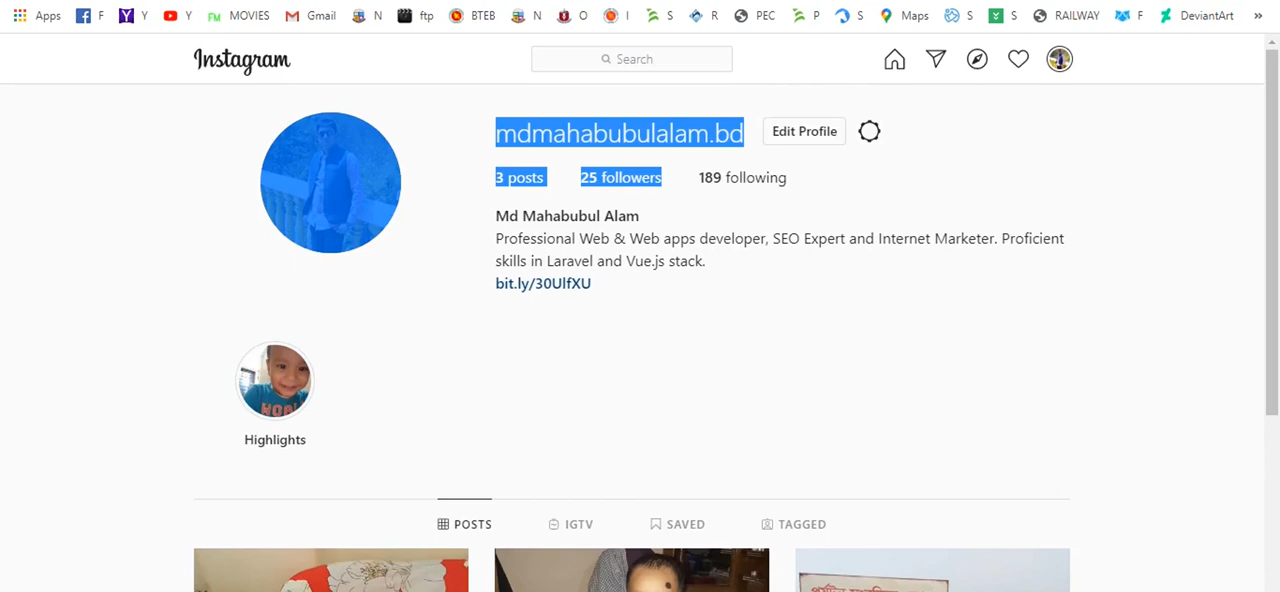 Apps F Y Y MOVIES Gmail N ftp BTEB N O I S R PEC P S Maps S S RAILWAY F DeviantArt »
Instagram Search
mdmahabubulalam.bd Edit Profile
3 posts 25 followers 189 following
Md Mahabubul Alam
Professional Web & Web apps developer, SEO Expert and Internet Marketer. Proficient
skills in Laravel and Vue.js stack.
bit.ly/30UlfXU
Highlights
POSTS IGTV SAVED TAGGED